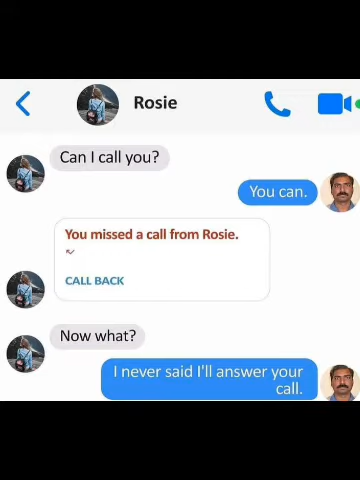 Rosie
Can I call you?
You can.
You missed a call from Rosie.
CALL BACK
Now what?
I never said I'll answer your
call.